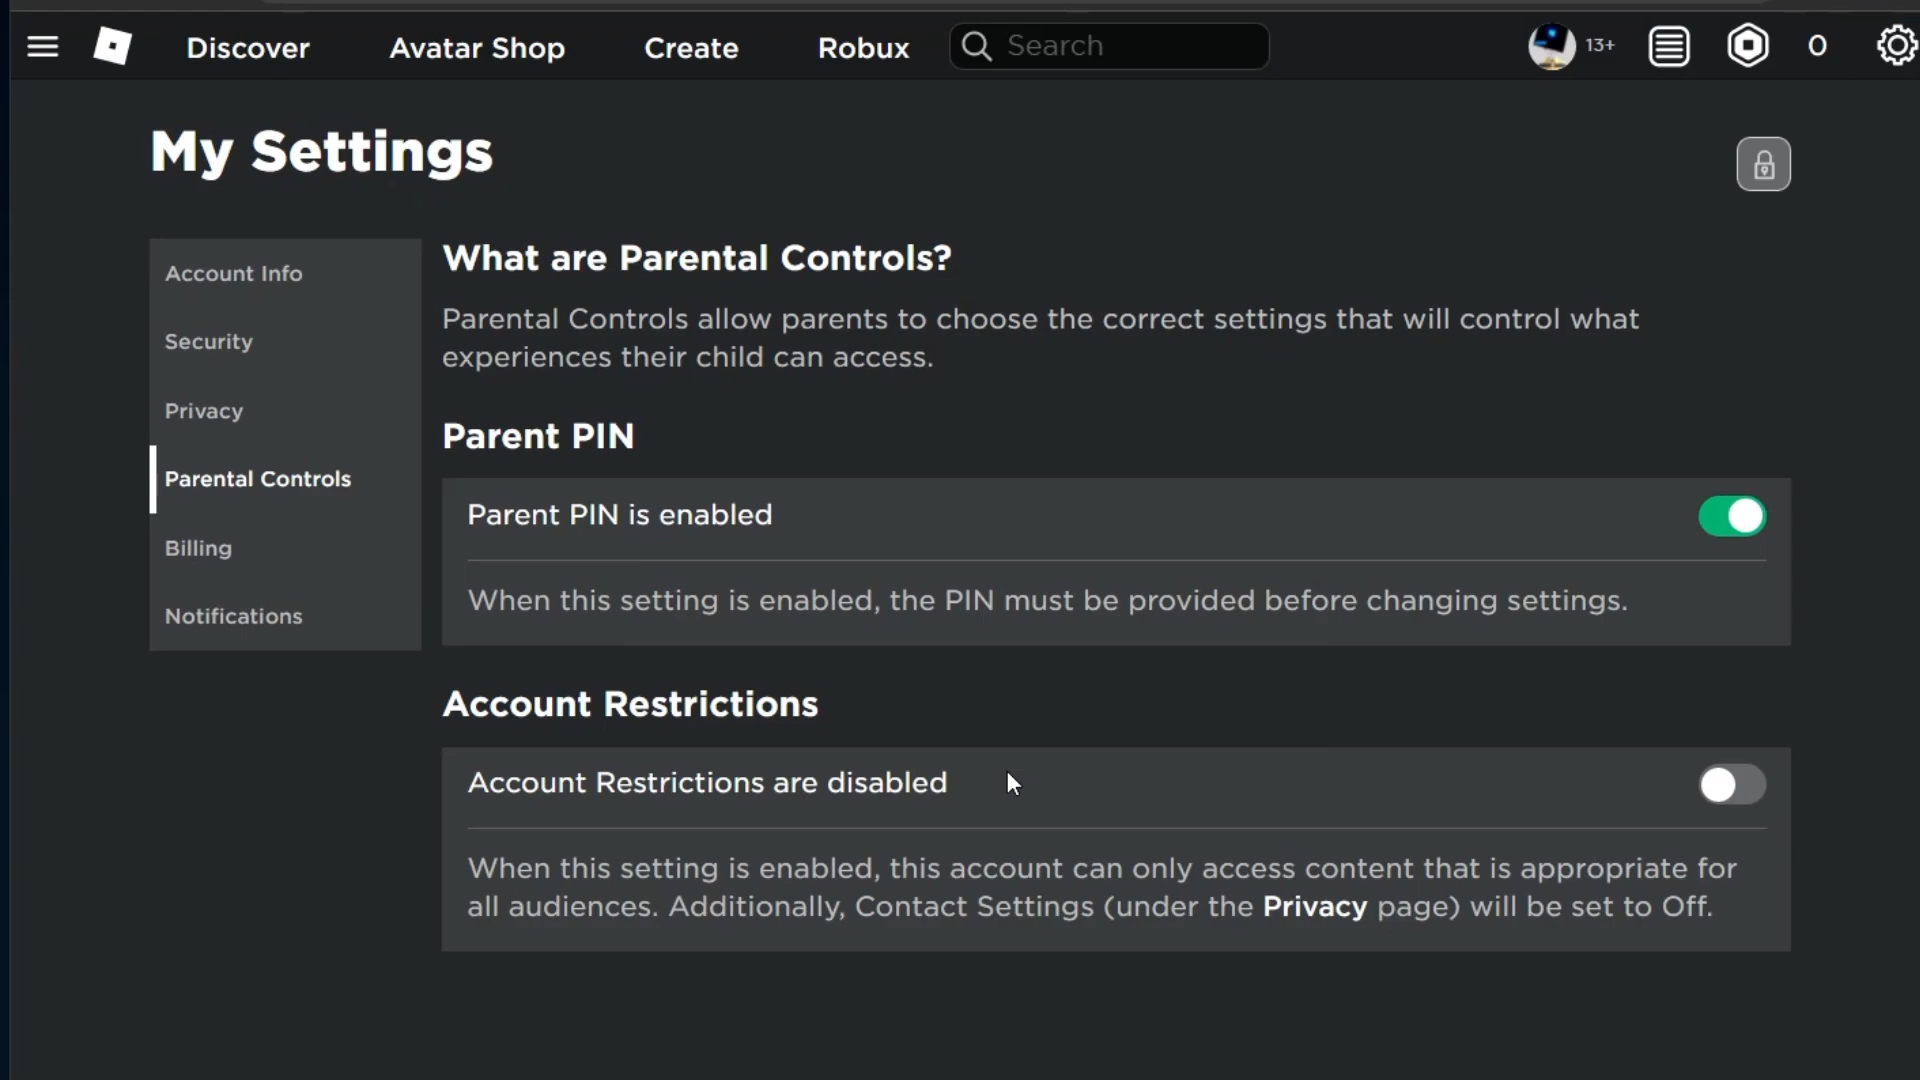 Discover Avatar Shop Create Robux Search 13+ 0
My Settings
Account Info
Security
Privacy
Parental Controls
Billing
Notifications
What are Parental Controls?
Parental Controls allow parents to choose the correct settings that will control what
experiences their child can access.
Parent PIN
Parent PIN is enabled
When this setting is enabled, the PIN must be provided before changing settings.
Account Restrictions
Account Restrictions are disabled
When this setting is enabled, this account can only access content that is appropriate for
all audiences. Additionally, Contact Settings (under the Privacy page) will be set to Off.